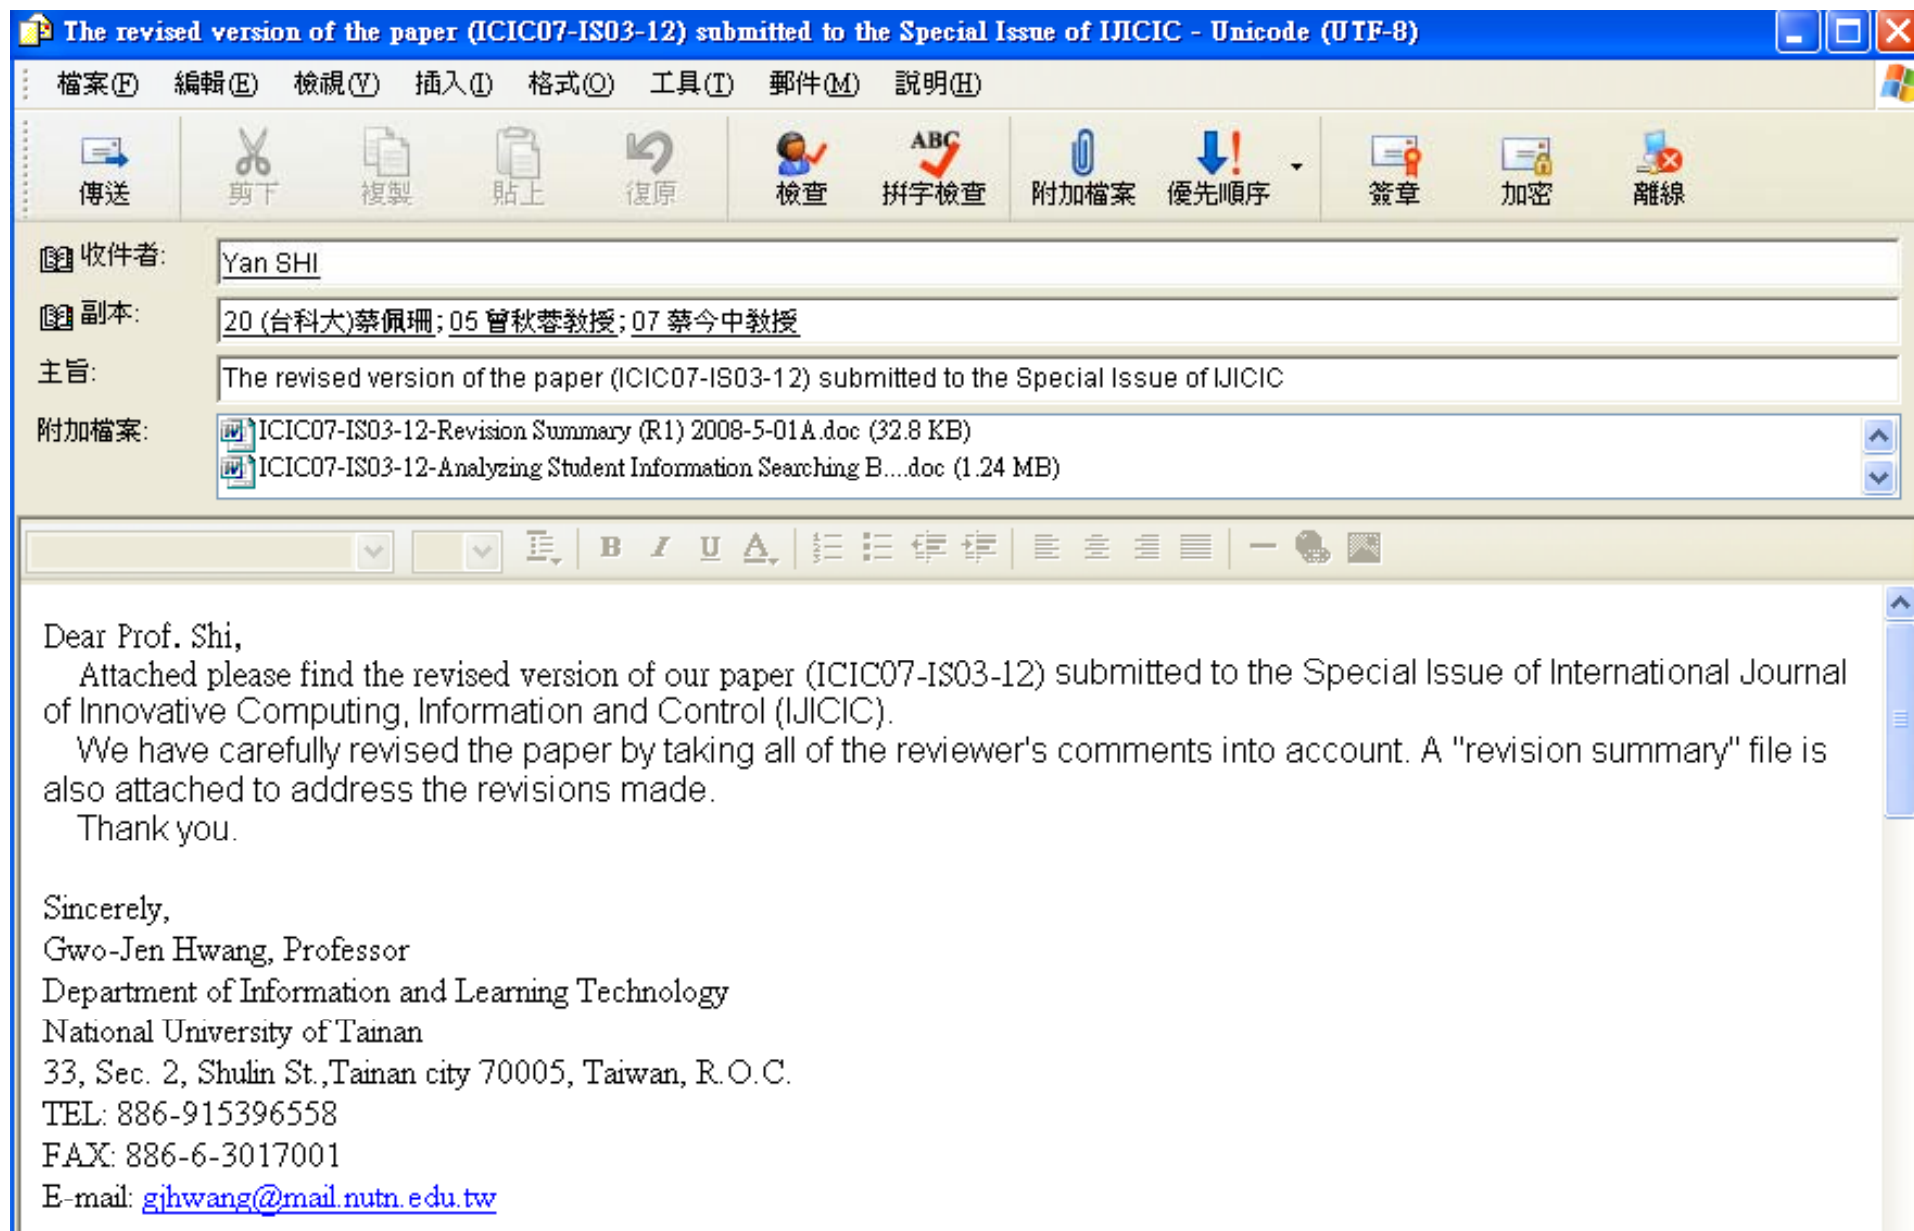 The revised version of the paper (ICIC07-IS03-12) submitted to the Special Issue of IJICIC - Unicode (UTF-8)
檔案(F) 編輯(E) 檢視(V) 插入(I) 格式(O) 工具(T) 郵件(M) 說明(H)
ABC
傳送 剪下 複製 貼上 復原 檢查 拼字檢查 附加檔案 優先順序 簽章 加密 離線
收件者: Yan SHI
副本: 20 (台科大)蔡佩珊; 05 曾秋蓉教授; 07 蔡今中教授
主旨: The revised version of the paper (ICIC07-IS03-12) submitted to the Special Issue of IJICIC
附加檔案: ICIC07-IS03-12-Revision Summary (R1) 2008-5-01A.doc (32.8 KB)
ICIC07-IS03-12-Analyzing Student Information Searching B....doc (1.24 MB)
B I U A
Dear Prof. Shi,
Attached please find the revised version of our paper (ICIC07-IS03-12) submitted to the Special Issue of International Journal
of Innovative Computing, Information and Control (IJICIC).
We have carefully revised the paper by taking all of the reviewer's comments into account. A "revision summary" file is
also attached to address the revisions made.
Thank you.
Sincerely,
Gwo-Jen Hwang, Professor
Department of Information and Learning Technology
National University of Tainan
33, Sec. 2, Shulin St.,Tainan city 70005, Taiwan, R.O.C.
TEL: 886-915396558
FAX: 886-6-3017001
E-mail: gjhwang@mail.nutn.edu.tw